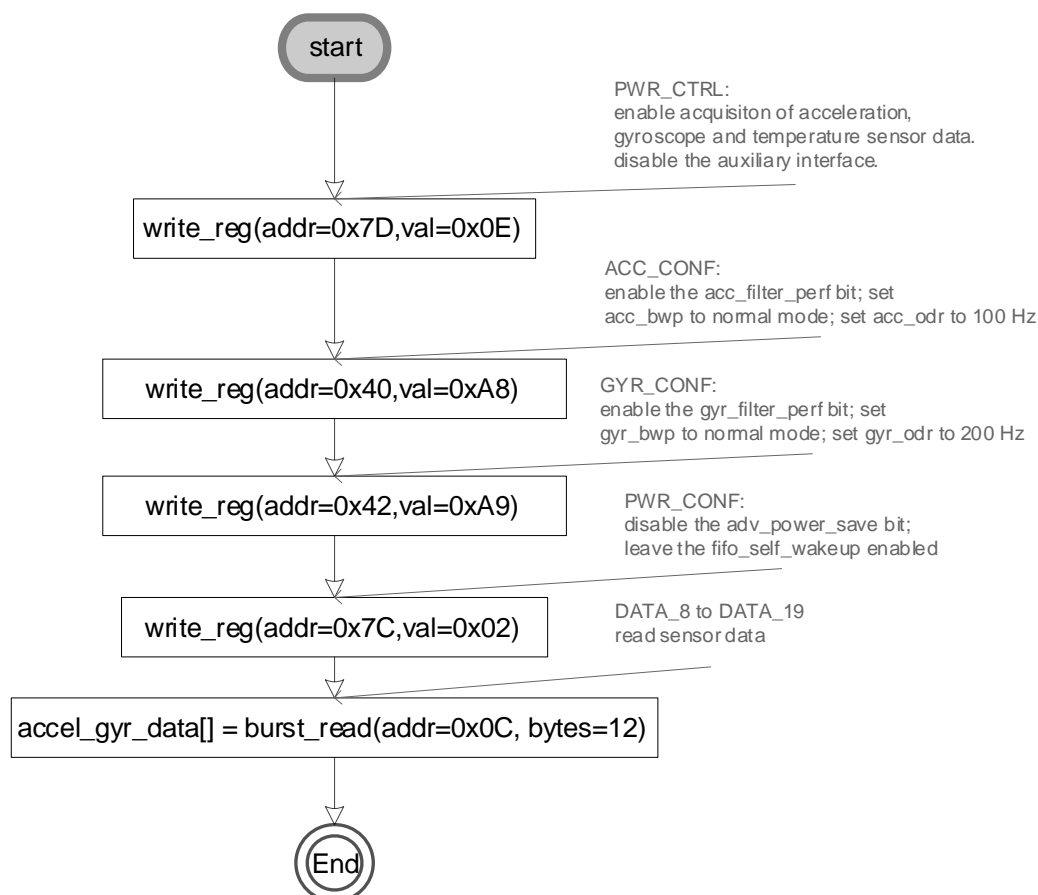 start
PWR_CTRL:
enable acquisiton of acceleration,
gyroscope and temperature sensor data.
disable the auxiliary interface.
write_reg(addr=0x7D,val=0x0E)
ACC_CONF:
enable the acc_filter_perf bit; set
acc_bwp to normal mode; set acc_odr to 100 Hz
write_reg(addr=0x40,val=0xA8)
GYR_CONF:
enable the gyr_filter_perf bit; set
gyr_bwp to normal mode; set gyr_odr to 200 Hz
write_reg(addr=0x42,val=0xA9)
PWR_CONF:
disable the adv_power_save bit;
leave the fifo_self_wakeup enabled
write_reg(addr=0x7C,val=0x02)
DATA_8 to DATA_19
read sensor data
accel_gyr_data[] = burst_read(addr=0x0C, bytes=12)
End